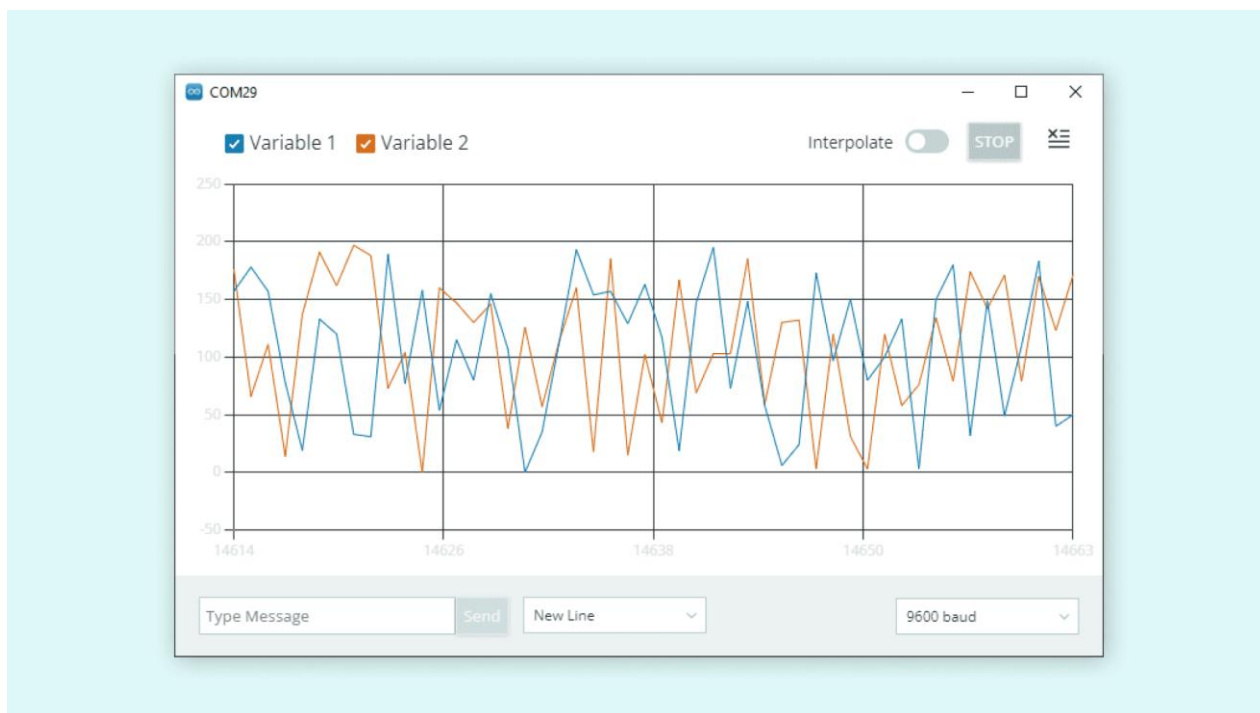 COM29
Variable 1 Variable 2 Interpolate STOP
250
200
150
100
50
0
-50
14614 14626 14638 14650 14663
Type Message Send New Line 9600 baud